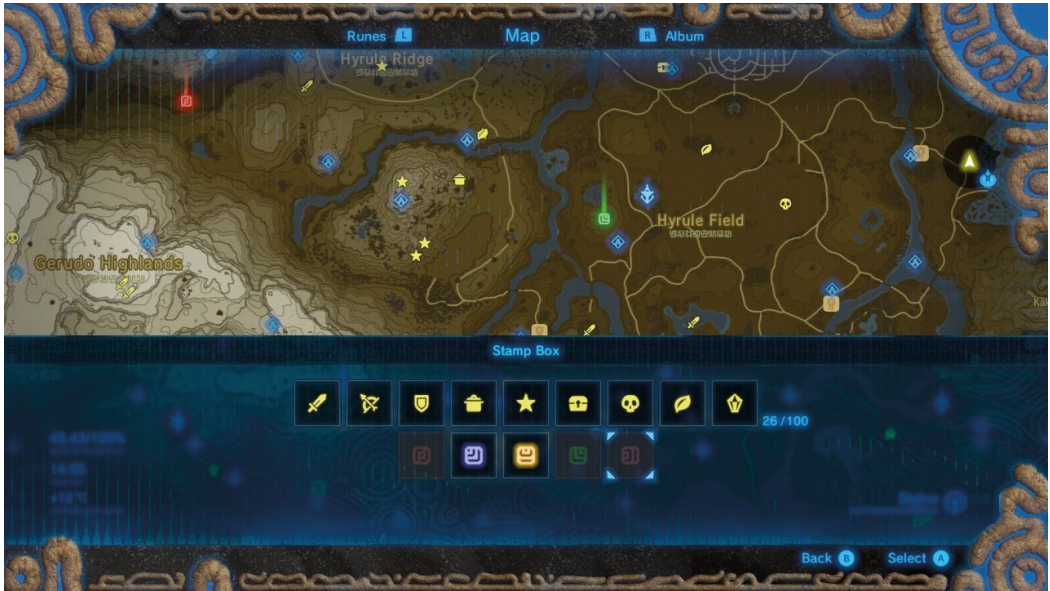 Runes L
Map
R Album
Hyrule Ridge
Hyrule Field
Gerudo Highlands
Stamp Box
26/100
Back B
Select A